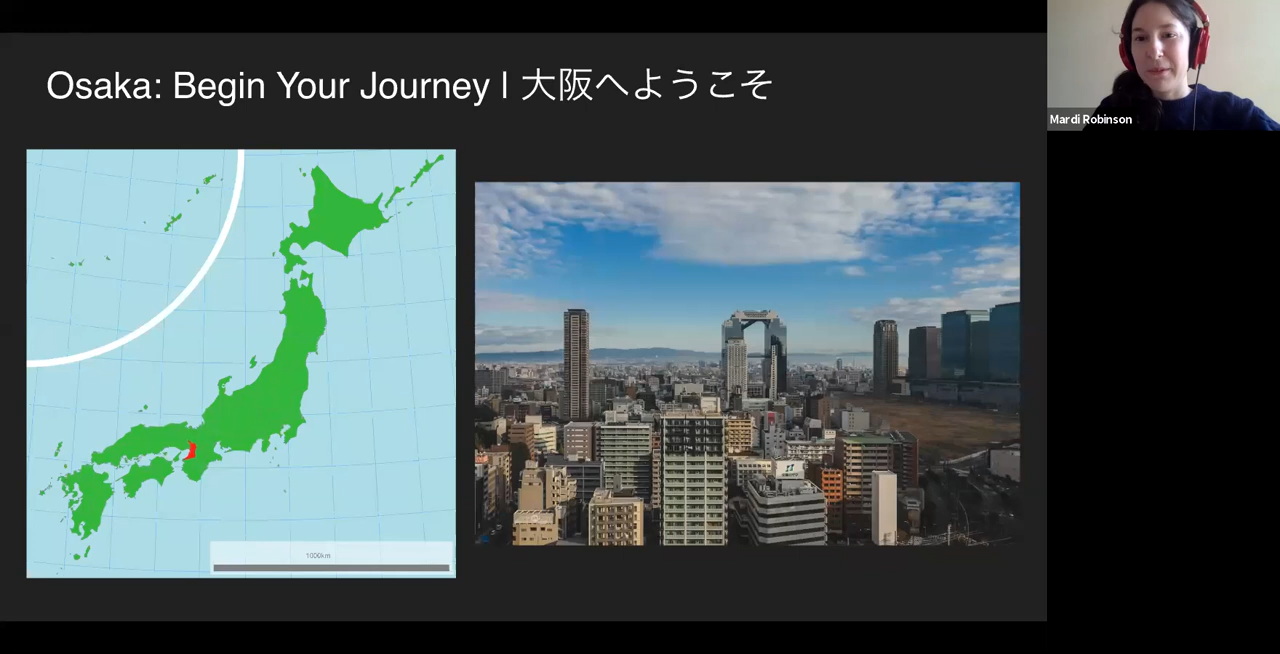 Osaka: Begin Your Journey | 大阪へようこそ
Mardi Robinson
1000km